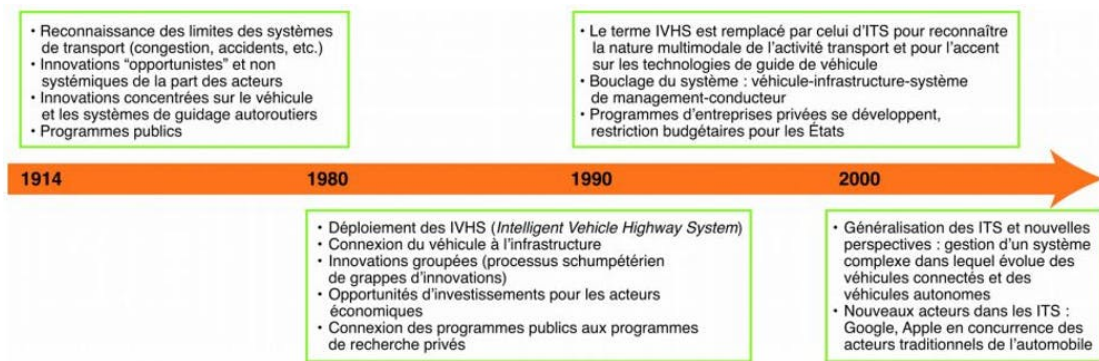 • Reconnaissance des limites des systèmes
de transport (congestion, accidents, etc.)
• Innovations “opportunistes” et non
systémiques de la part des acteurs
• Innovations concentrées sur le véhicule
et les systèmes de guidage autoroutiers
• Programmes publics
• Le terme IVHS est remplacé par celui d’ITS pour reconnaître
la nature multimodale de l’activité transport et pour l’accent
sur les technologies de guide de véhicule
• Bouclage du système : véhicule-infrastructure-système
de management-conducteur
• Programmes d’entreprises privées se développent,
restriction budgétaires pour les États
1914 1980 1990 2000
• Déploiement des IVHS (Intelligent Vehicle Highway System)
• Connexion du véhicule à l’infrastructure
• Innovations groupées (processus schumpétérien
de grappes d’innovations)
• Opportunités d’investissements pour les acteurs
économiques
• Connexion des programmes publics aux programmes
de recherche privés
• Généralisation des ITS et nouvelles
perspectives : gestion d’un système
complexe dans lequel évolue des
véhicules connectés et des
véhicules autonomes
• Nouveaux acteurs dans les ITS :
Google, Apple en concurrence des
acteurs traditionnels de l’automobile